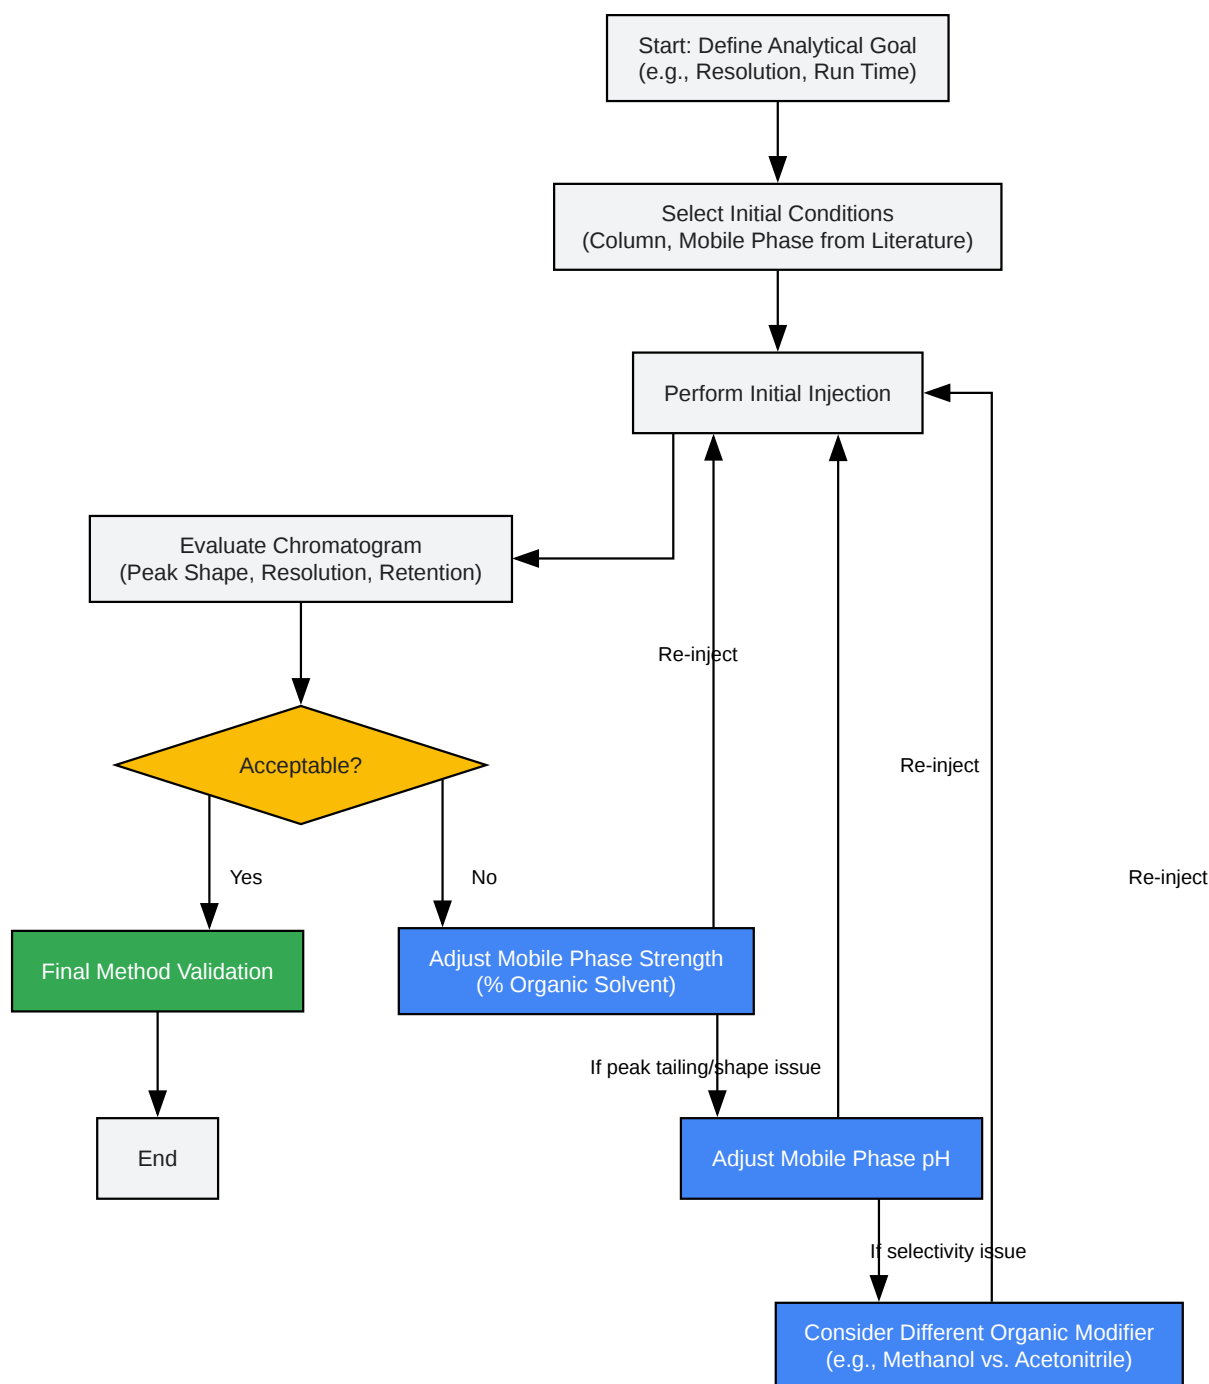 Start: Define Analytical Goal
(e.g., Resolution, Run Time)
Select Initial Conditions
(Column, Mobile Phase from Literature)
Perform Initial Injection
Evaluate Chromatogram
(Peak Shape, Resolution, Retention)
Re-inject
Acceptable?
Re-inject
Yes
No
Re-inject
Final Method Validation
Adjust Mobile Phase Strength
(% Organic Solvent)
If peak tailing/shape issue
End
Adjust Mobile Phase pH
If selectivity issue
Consider Different Organic Modifier
(e.g., Methanol vs. Acetonitrile)